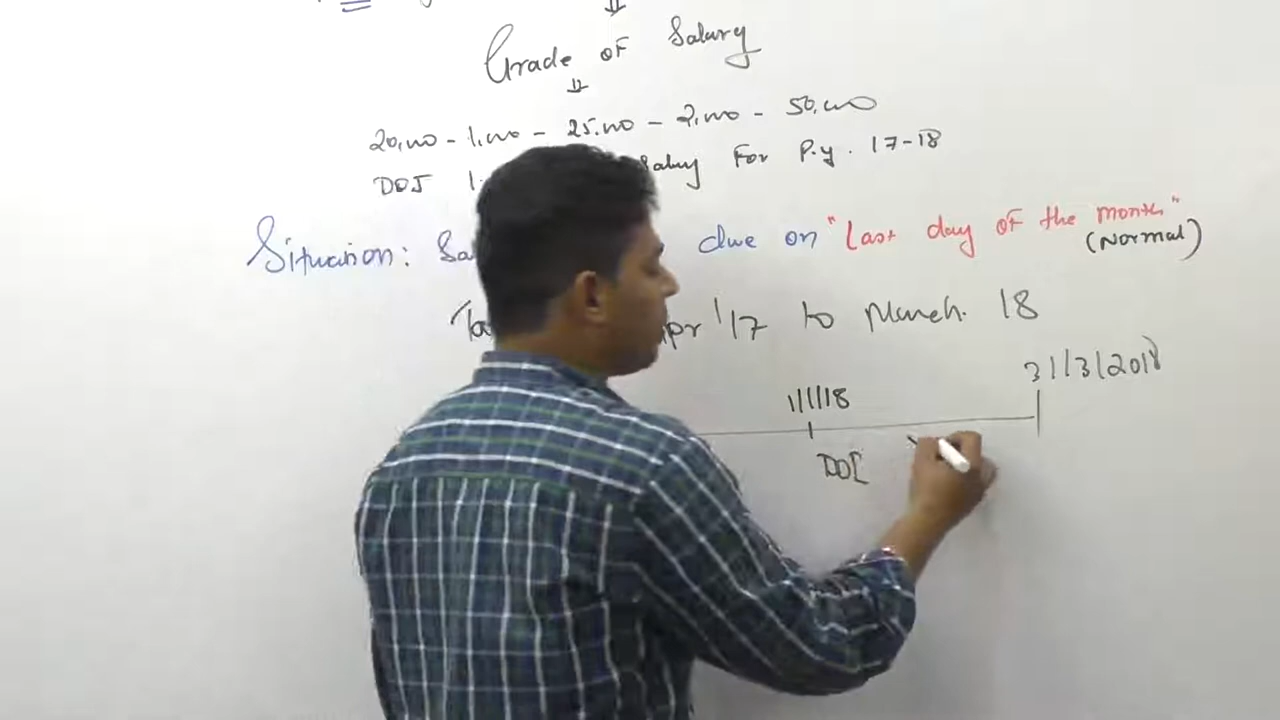 Grade of Salary
20,000 - 1,000 - 25,000 - 2,000 - 50,000
DOJ 1 Salary For P.y. 17-18
Situation: Sa due on "Last day of the month"
(Normal)
Apr '17 to March. 18
31/3/2018
1/1/18
DOI